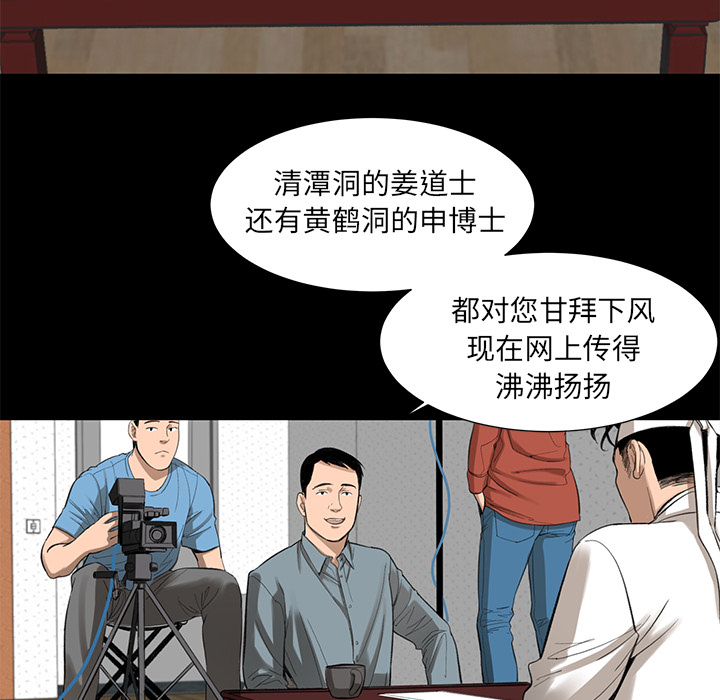 清潭洞的姜道士
还有黄鹤洞的申博士
都对您甘拜下风
现在网上传得
沸沸扬扬